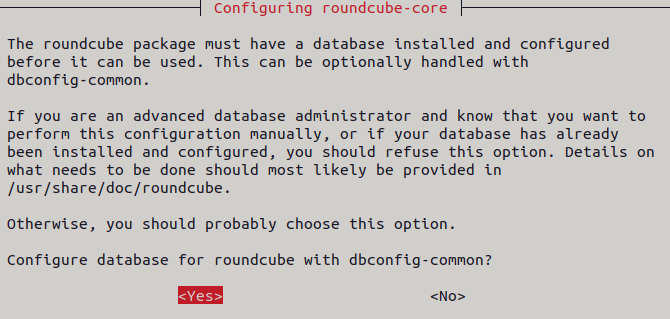 Configuring roundcube-core
The roundcube package must have a database installed and configured
before it can be used. This can be optionally handled with
dbconfig-common.
If you are an advanced database administrator and know that you want to
perform this configuration manually, or if your database has already
been installed and configured, you should refuse this option. Details on
what needs to be done should most likely be provided in
/usr/share/doc/roundcube.
Otherwise, you should probably choose this option.
Configure database for roundcube with dbconfig-common?
<Yes> <No>